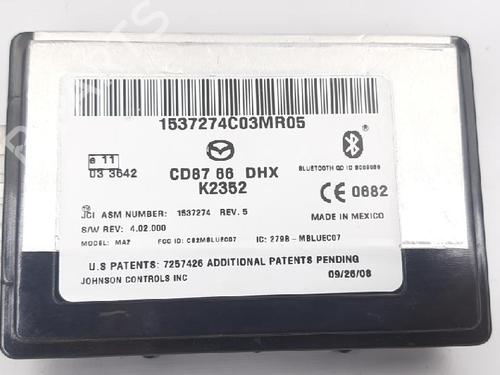 1537274C03MR05
e 11
03 3642
CD87 66 DHX
K2352
BLUETOOTH QD ID
CE 0682
JCI ASM NUMBER: 1537274 REV. 5
MADE IN MEXICO
S/W REV: 4.02.000
MODEL: MAZ FCC ID: CB2MBLUEC07 IC: 279B-MBLUEC07
U.S PATENTS: 7257426 ADDITIONAL PATENTS PENDING
JOHNSON CONTROLS INC 09/26/08